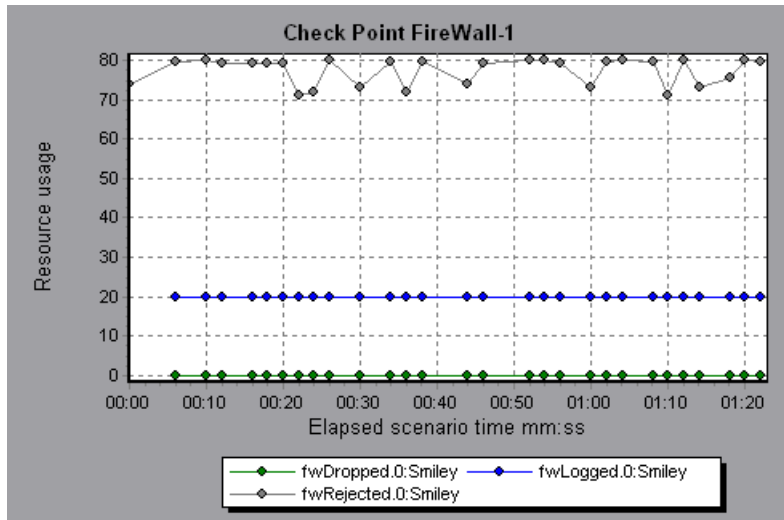 Check Point FireWall-1
Resource usage
80
70
60
50
40
30
20
10
0
00:00 00:10 00:20 00:30 00:40 00:50 01:00 01:10 01:20
Elapsed scenario time mm:ss
fwDropped.0:Smiley fwLogged.0:Smiley
fwRejected.0:Smiley